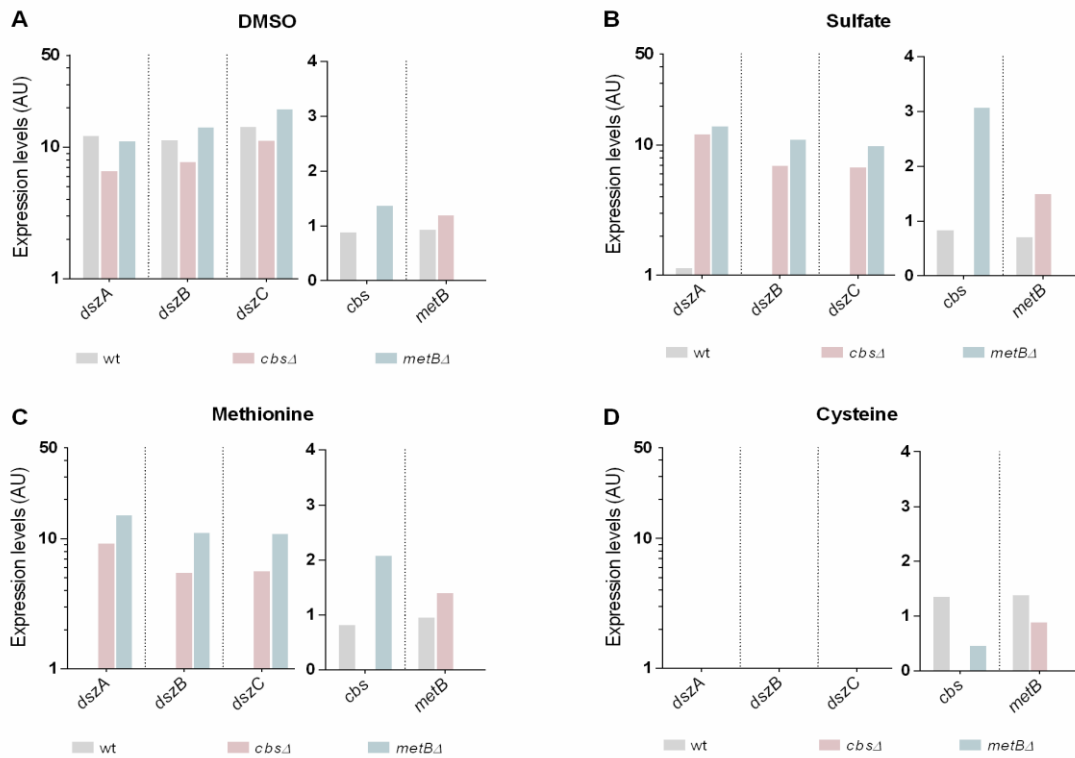 A
DMSO
Expression levels (AU)
50
10
1
dszA
dszB
dszC
4
3
2
1
0
cbs
metB
wt
cbsΔ
metBΔ
B
Sulfate
Expression levels (AU)
50
10
1
dszA
dszB
dszC
4
3
2
1
0
cbs
metB
wt
cbsΔ
metBΔ
C
Methionine
Expression levels (AU)
50
10
1
dszA
dszB
dszC
4
3
2
1
0
cbs
metB
wt
cbsΔ
metBΔ
D
Cysteine
Expression levels (AU)
50
10
1
dszA
dszB
dszC
4
3
2
1
0
cbs
metB
wt
cbsΔ
metBΔ